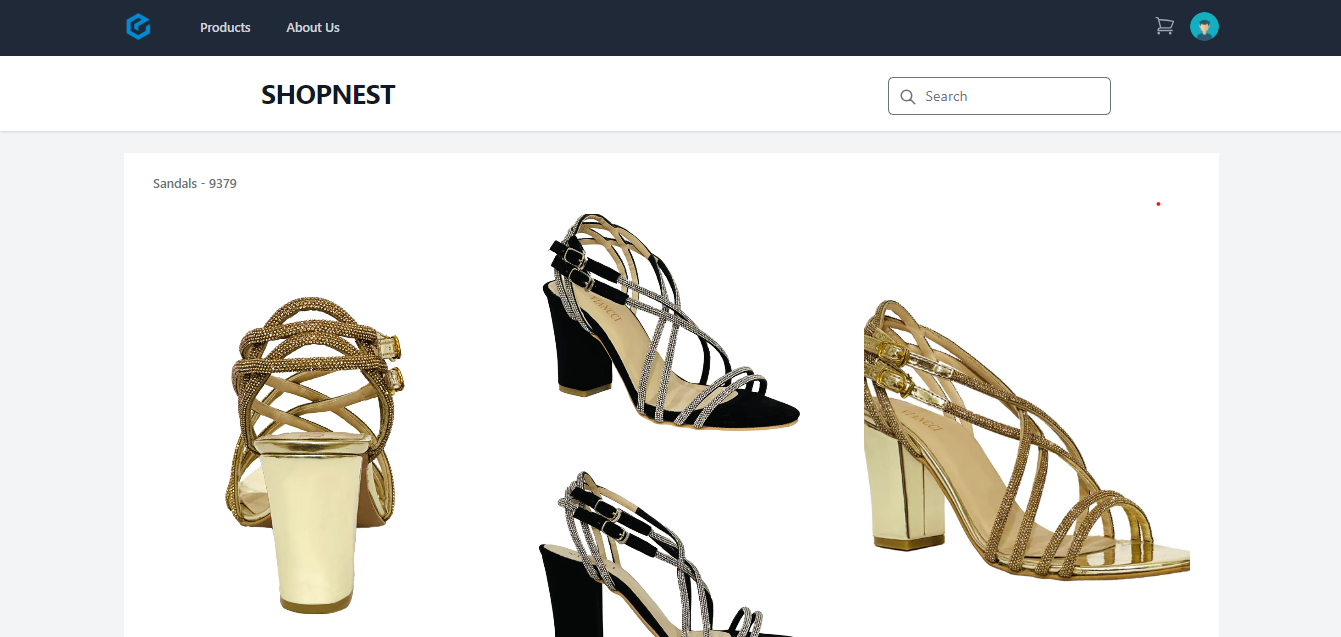 Products
About Us
SHOPNEST
Search
Sandals - 9379